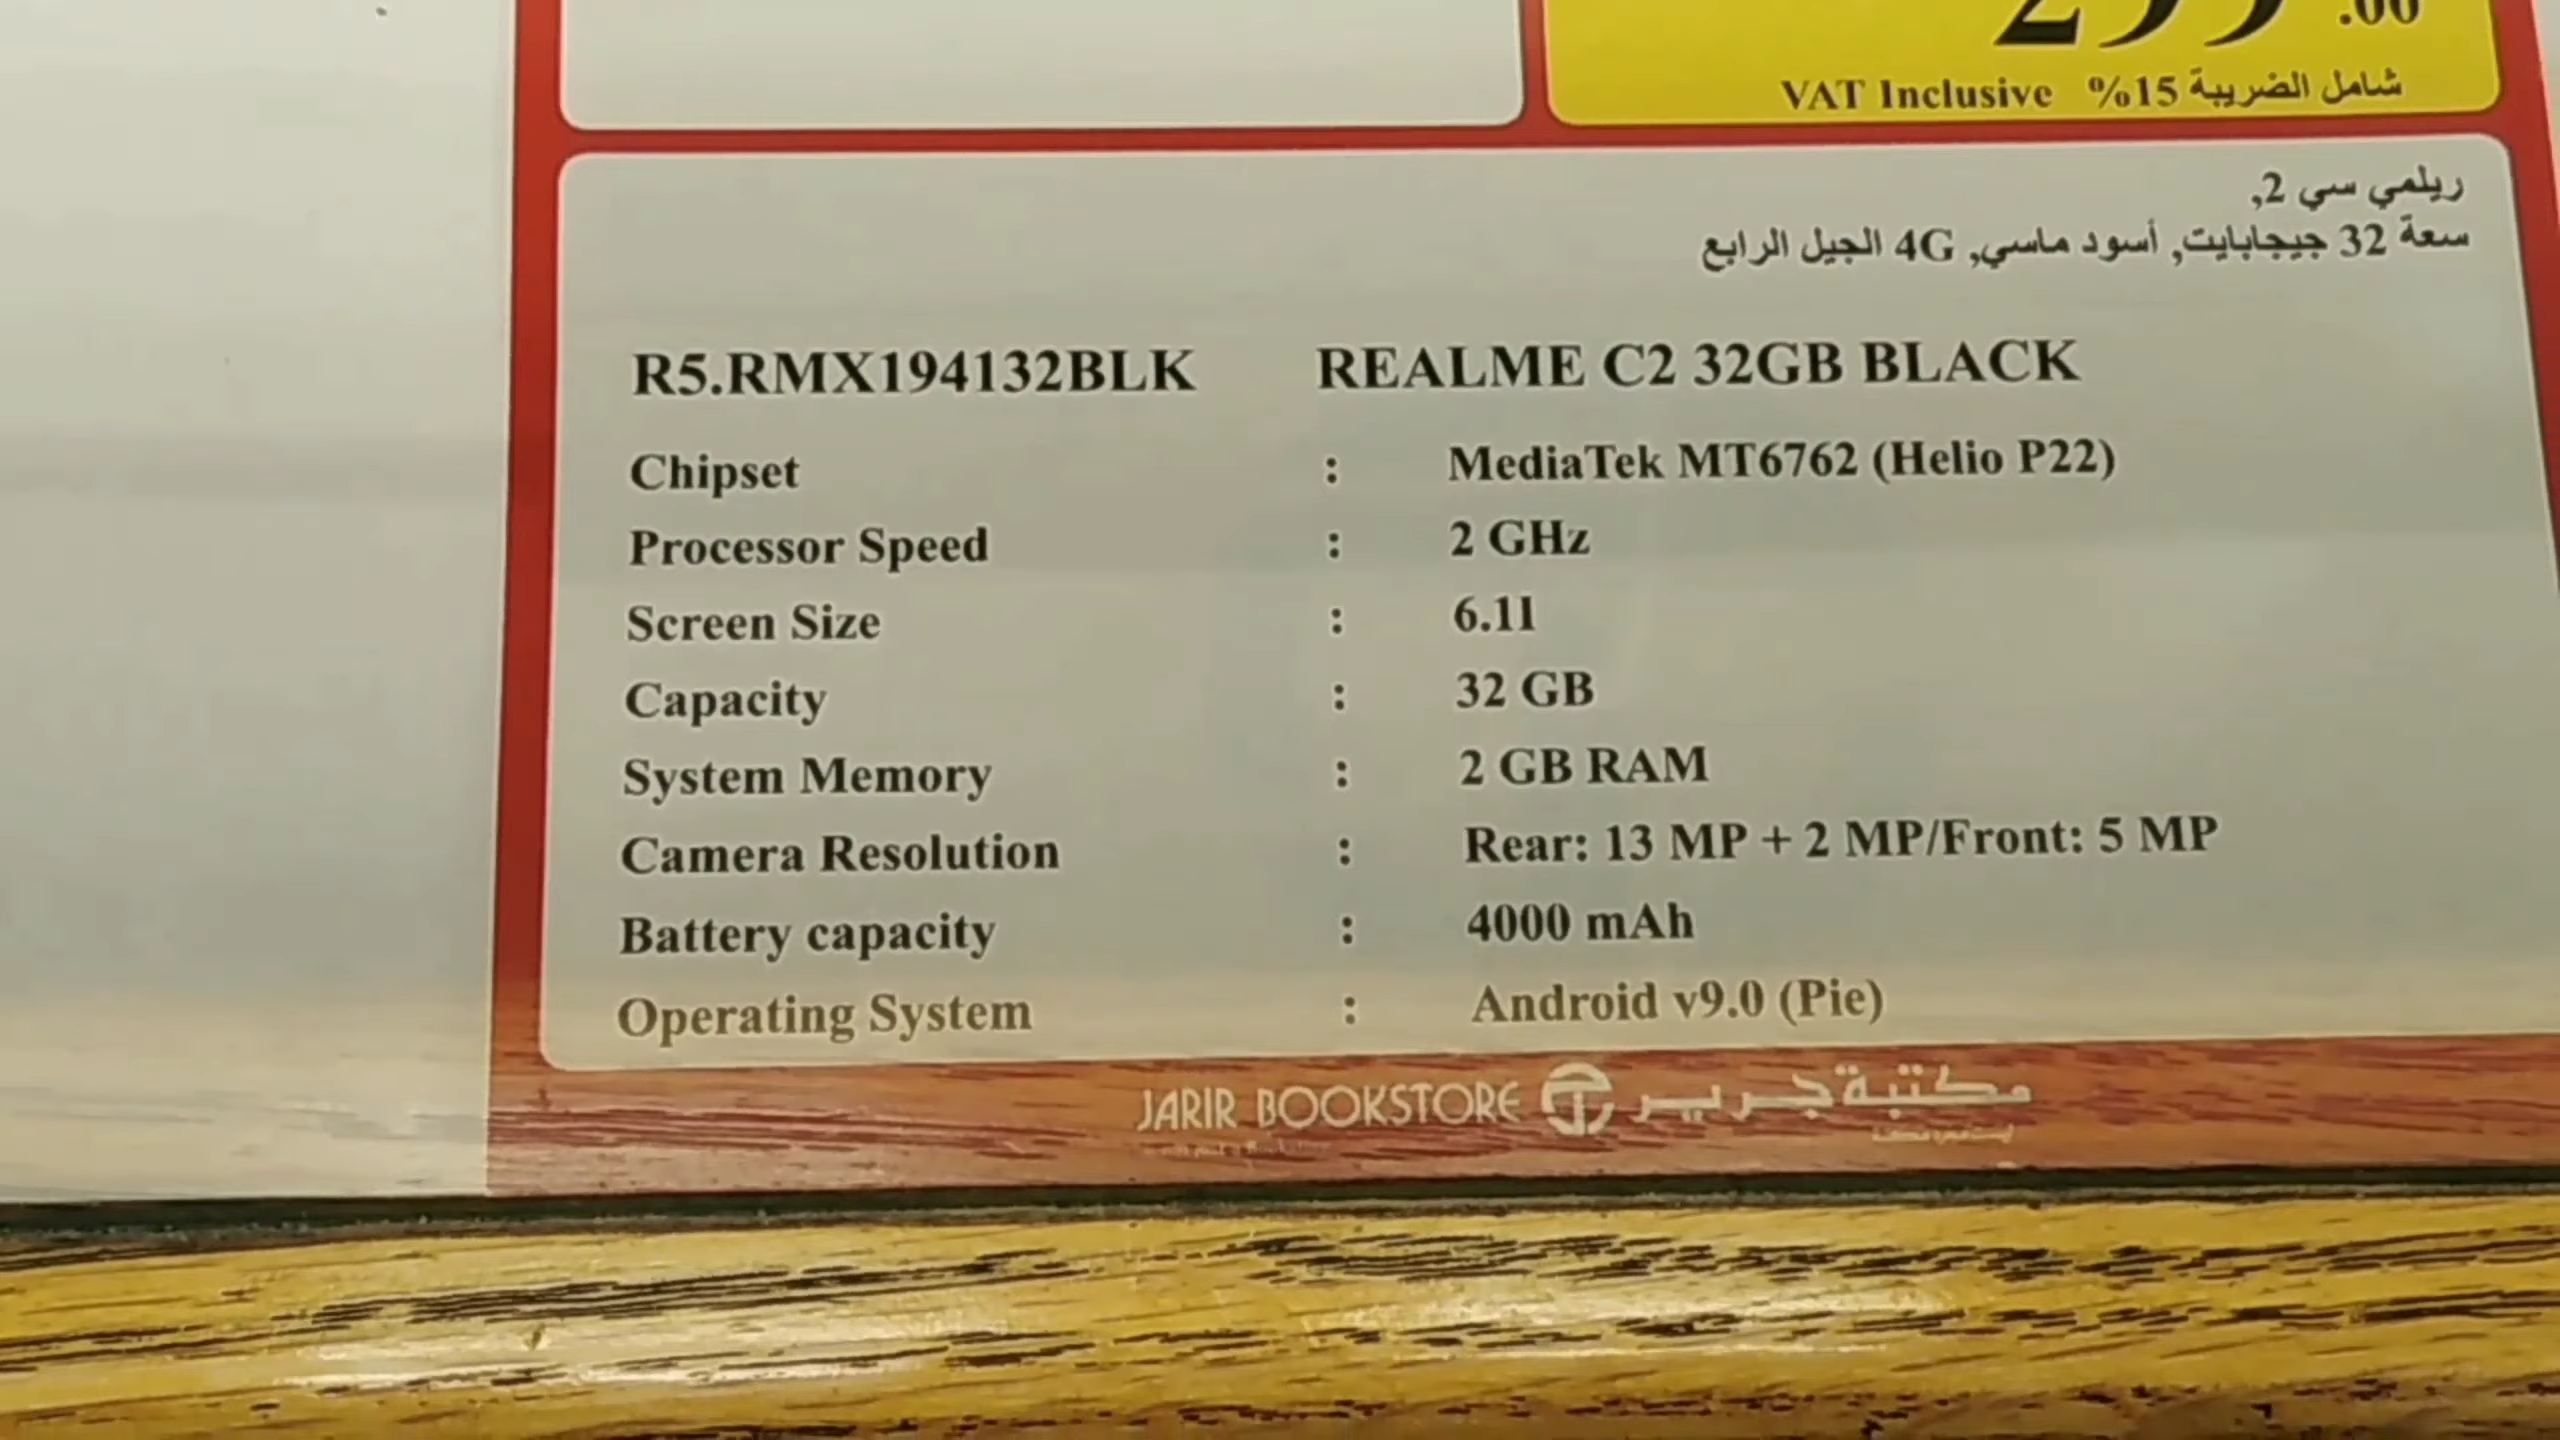 .00
VAT Inclusive %15 شامل الضريبة
ريلمي سي 2,
سعة 32 جيجابايت, أسود ماسي, 4G الجيل الرابع
R5.RMX194132BLK REALME C2 32GB BLACK
Chipset : MediaTek MT6762 (Helio P22)
Processor Speed : 2 GHz
Screen Size : 6.1I
Capacity : 32 GB
System Memory : 2 GB RAM
Camera Resolution : Rear: 13 MP + 2 MP/Front: 5 MP
Battery capacity : 4000 mAh
Operating System : Android v9.0 (Pie)
JARIR BOOKSTORE مكتبة جرير